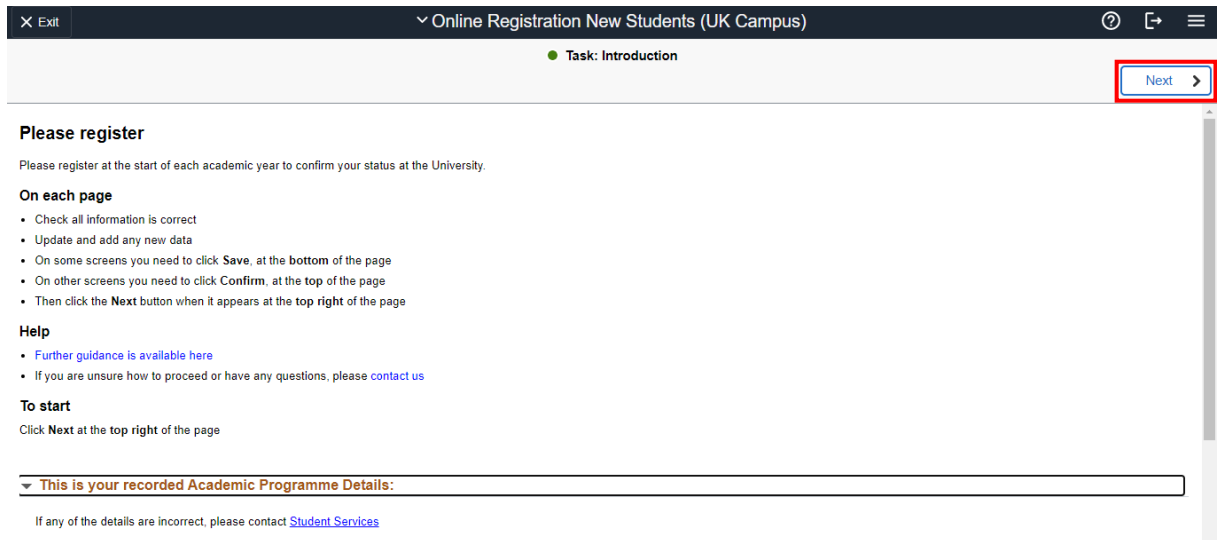 Exit
Online Registration New Students (UK Campus)
Task: Introduction
Next
Please register
Please register at the start of each academic year to confirm your status at the University.
On each page
Check all information is correct
Update and add any new data
On some screens you need to click Save, at the bottom of the page
On other screens you need to click Confirm, at the top of the page
Then click the Next button when it appears at the top right of the page
Help
Further guidance is available here
If you are unsure how to proceed or have any questions, please contact us
To start
Click Next at the top right of the page
This is your recorded Academic Programme Details:
If any of the details are incorrect, please contact Student Services